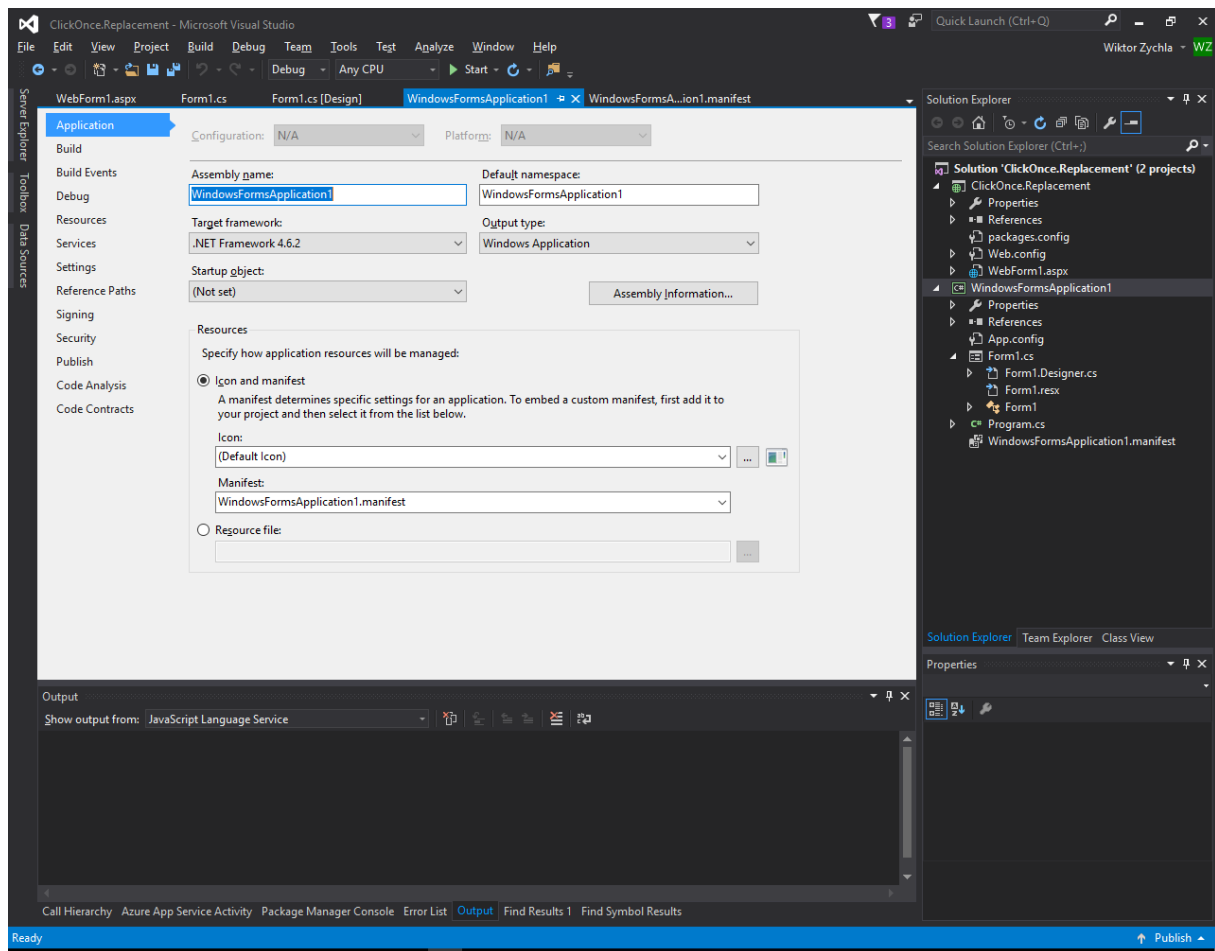 ClickOnce.Replacement - Microsoft Visual Studio
3
Quick Launch (Ctrl+Q)
File Edit View Project Build Debug Team Tools Test Analyze Window Help
Wiktor Zychla WZ
Debug Any CPU Start
Server Explorer
Toolbox
Data Sources
WebForm1.aspx Form1.cs Form1.cs [Design] WindowsFormsApplication1 WindowsFormsA...ion1.manifest
Application
Build
Build Events
Debug
Resources
Services
Settings
Reference Paths
Signing
Security
Publish
Code Analysis
Code Contracts
Configuration: N/A Platform: N/A
Assembly name: Default namespace:
WindowsFormsApplication1 WindowsFormsApplication1
Target framework: Output type:
.NET Framework 4.6.2 Windows Application
Startup object:
(Not set) Assembly Information...
Resources
Specify how application resources will be managed:
Icon and manifest
A manifest determines specific settings for an application. To embed a custom manifest, first add it to
your project and then select it from the list below.
Icon:
(Default Icon) ...
Manifest:
WindowsFormsApplication1.manifest
Resource file:
...
Solution Explorer
Search Solution Explorer (Ctrl+;)
Solution 'ClickOnce.Replacement' (2 projects)
ClickOnce.Replacement
Properties
References
packages.config
Web.config
WebForm1.aspx
C# WindowsFormsApplication1
Properties
References
App.config
Form1.cs
Form1.Designer.cs
Form1.resx
Form1
C# Program.cs
WindowsFormsApplication1.manifest
Solution Explorer Team Explorer Class View
Properties
Output
Show output from: JavaScript Language Service
Call Hierarchy Azure App Service Activity Package Manager Console Error List Output Find Results 1 Find Symbol Results
Ready Publish